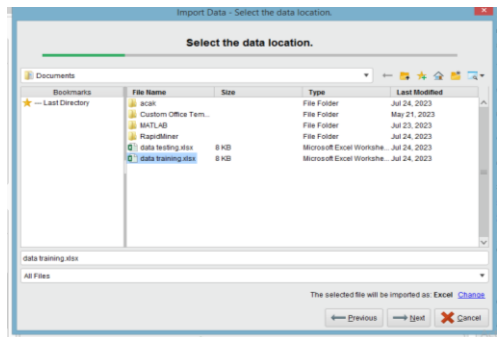 Import Data - Select the data location.
Select the data location.
Documents
Bookmarks File Name Size Type Last Modified
— Last Directory
acak File Folder Jul 24, 2023
Custom Office Tem... File Folder May 21, 2023
MATLAB File Folder Jul 23, 2023
RapidMiner File Folder Jul 24, 2023
data testing.xlsx 8 KB Microsoft Excel Workshe... Jul 24, 2023
data training.xlsx 8 KB Microsoft Excel Workshe... Jul 24, 2023
data training.xlsx
All Files
The selected file will be imported as: Excel Change
Previous Next Cancel